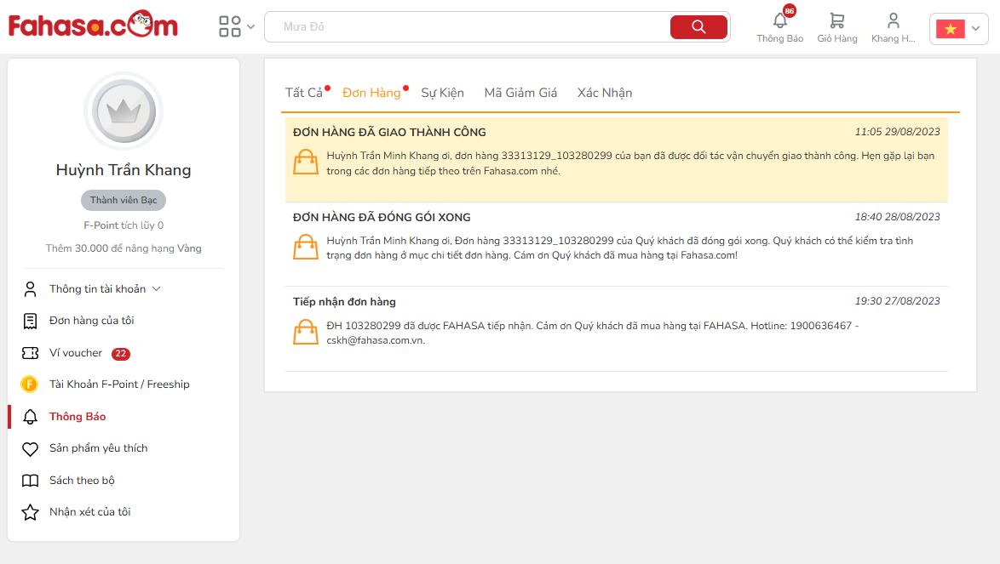 Fahasa.com
Mưa Đỏ
86
Thông Báo
Giỏ Hàng
Khang H...
Huỳnh Trần Khang
Thành viên Bạc
F-Point tích lũy 0
Thêm 30.000 để nâng hạng Vàng
Thông tin tài khoản
Đơn hàng của tôi
Ví voucher 22
F Tài Khoản F-Point / Freeship
Thông Báo
Sản phẩm yêu thích
Sách theo bộ
Nhận xét của tôi
Tất Cả Đơn Hàng Sự Kiện Mã Giảm Giá Xác Nhận
ĐƠN HÀNG ĐÃ GIAO THÀNH CÔNG 11:05 29/08/2023
Huỳnh Trần Minh Khang ơi, đơn hàng 33313129_103280299 của bạn đã được đối tác vận chuyển giao thành công. Hẹn gặp lại bạn
trong các đơn hàng tiếp theo trên Fahasa.com nhé.
ĐƠN HÀNG ĐÃ ĐÓNG GÓI XONG 18:40 28/08/2023
Huỳnh Trần Minh Khang ơi, Đơn hàng 33313129_103280299 của Quý khách đã đóng gói xong. Quý khách có thể kiểm tra tình
trạng đơn hàng ở mục chi tiết đơn hàng. Cám ơn Quý khách đã mua hàng tại Fahasa.com!
Tiếp nhận đơn hàng 19:30 27/08/2023
ĐH 103280299 đã được FAHASA tiếp nhận. Cảm ơn Quý khách đã mua hàng tại FAHASA. Hotline: 1900636467 -
cskh@fahasa.com.vn.